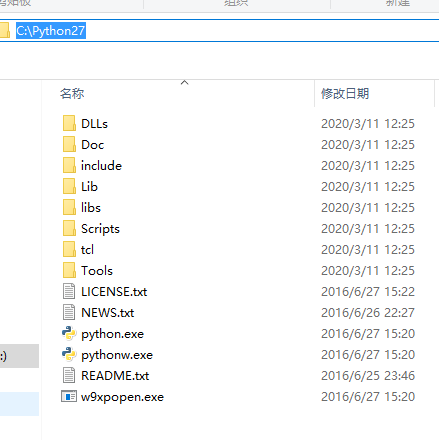 组织
新建
C:\Python27
名称 修改日期
DLLs 2020/3/11 12:25
Doc 2020/3/11 12:25
include 2020/3/11 12:25
Lib 2020/3/11 12:25
libs 2020/3/11 12:25
Scripts 2020/3/11 12:25
tcl 2020/3/11 12:25
Tools 2020/3/11 12:25
LICENSE.txt 2016/6/27 15:22
NEWS.txt 2016/6/26 22:27
python.exe 2016/6/27 15:20
:) pythonw.exe 2016/6/27 15:20
README.txt 2016/6/25 23:46
w9xpopen.exe 2016/6/27 15:20